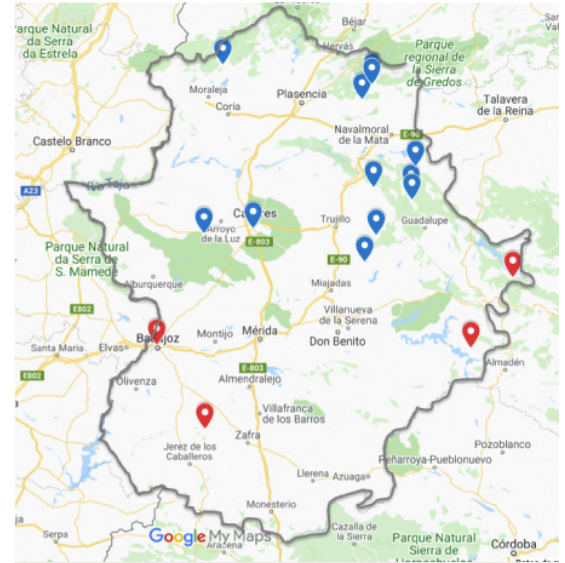 arque Natural
da Serra
da Estrela
Béjar
Hervás
Parque
regional de
la Sierra
de Gredos
Moraleja
Coria
Plasencia
Talavera
de la Reina
Castelo Branco
Navalmoral
de la Mata
E-90
A23
Rio Tajo
Arroyo
de la Luz
Trujillo
Guadalupe
E-803
E-90
Parque Natural
da Serra de
S. Mamede
Alburquerque
Miajadas
E802
Villanueva
de la Serena
Santa Maria
Elvas
Montijo
Mérida
Don Benito
Almadén
E802
Olivenza
E-803
Almendralejo
Villafranca
de los Barros
Jerez de los
Caballeros
Zafra
Pozoblanco
Llerena
Azuaga
Peñarroya-Pueblonuevo
Monesterio
Google My Maps
Aracena
Serpa
Cazalla de
la Sierra
Parque Natural
Sierra de
Córdoba